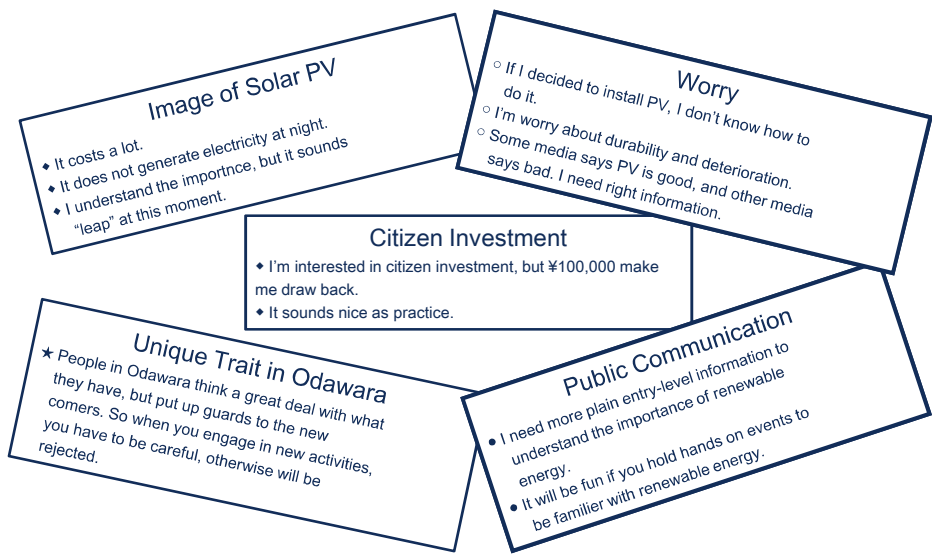 Image of Solar PV
◆ It costs a lot.
◆ It does not generate electricity at night.
◆ I understand the importnce, but it sounds
“leap” at this moment.
Worry
○ If I decided to install PV, I don’t know how to
do it.
○ I’m worry about durability and deterioration.
○ Some media says PV is good, and other media
says bad. I need right information.
Citizen Investment
◆ I’m interested in citizen investment, but ¥100,000 make
me draw back.
◆ It sounds nice as practice.
Unique Trait in Odawara
★ People in Odawara think a great deal with what
they have, but put up guards to the new
comers. So when you engage in new activities,
you have to be careful, otherwise will be
rejected.
Public Communication
● I need more plain entry-level information to
understand the importance of renewable
energy.
● It will be fun if you hold hands on events to
be familier with renewable energy.